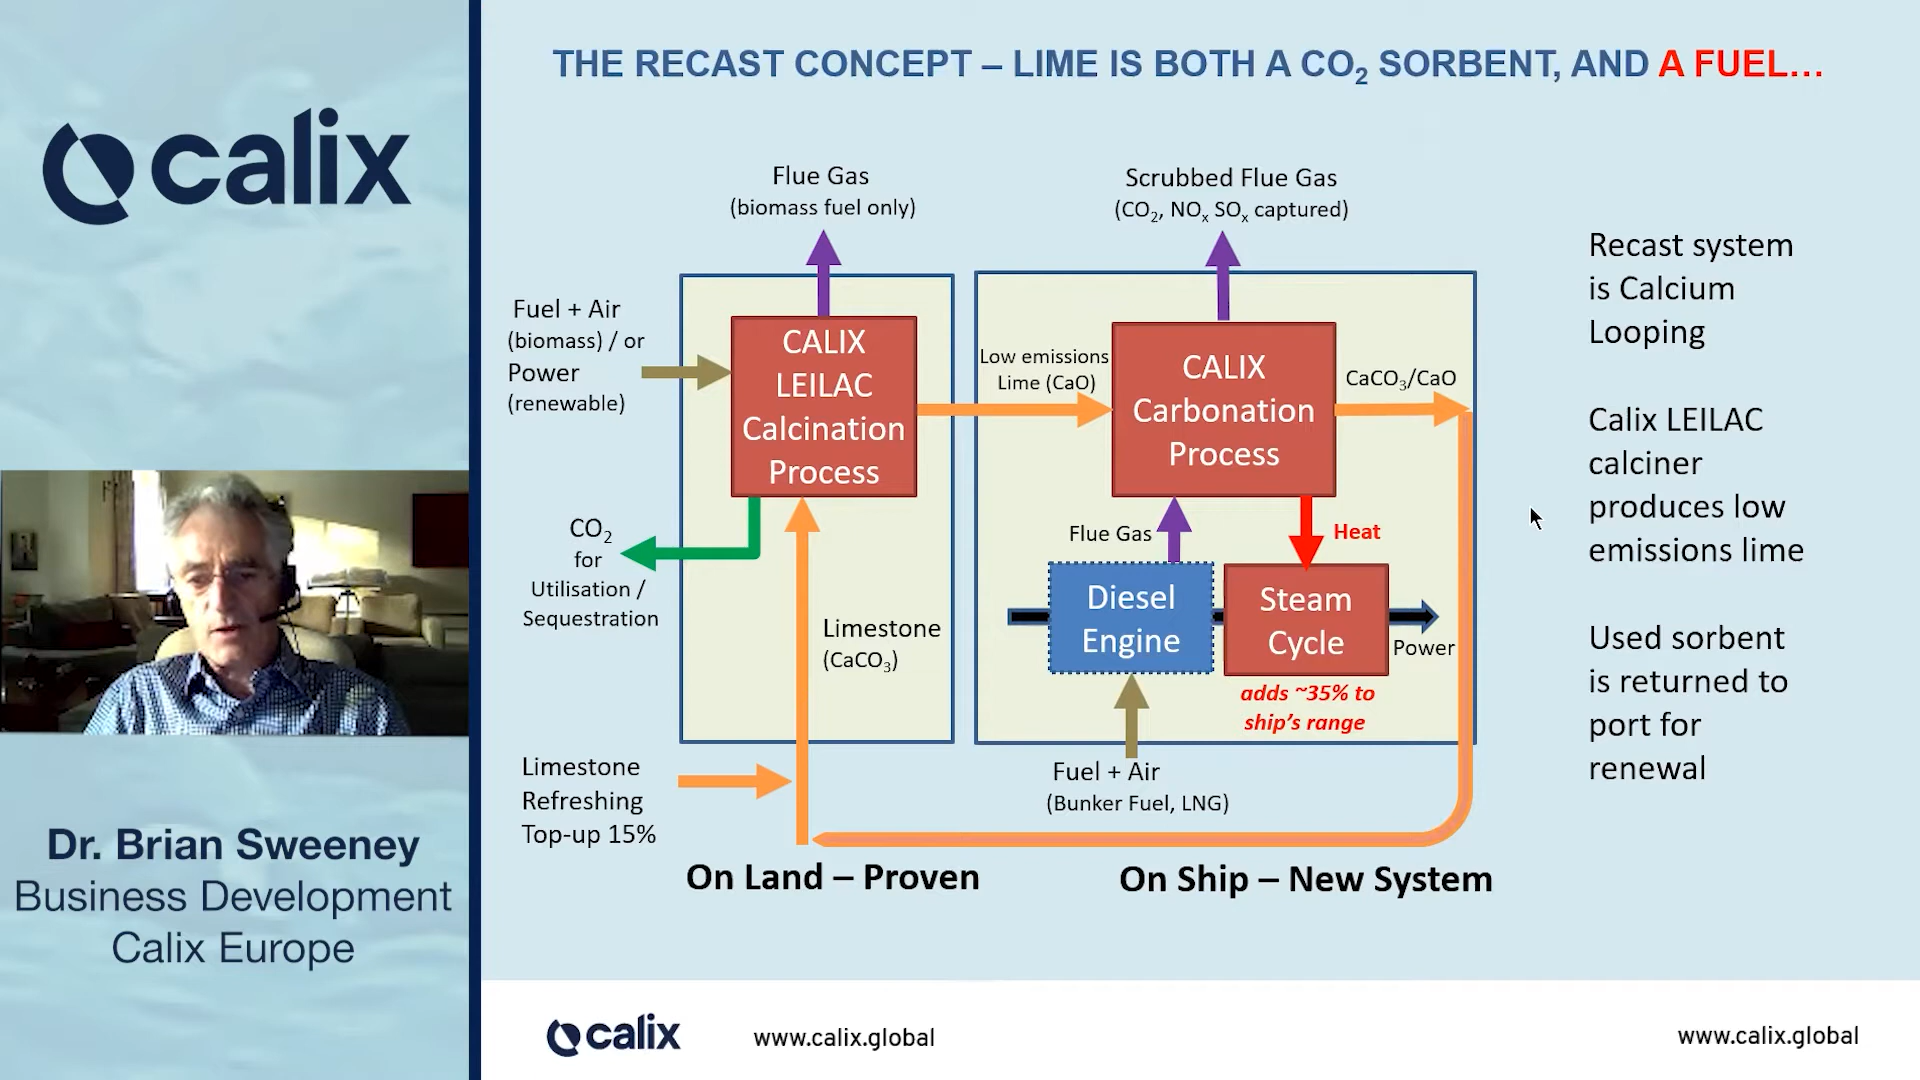 calix
Dr. Brian Sweeney
Business Development
Calix Europe
THE RECAST CONCEPT – LIME IS BOTH A CO₂ SORBENT, AND A FUEL...
Flue Gas
(biomass fuel only)
Scrubbed Flue Gas
(CO₂, NOₓ SOₓ captured)
Fuel + Air
(biomass) / or
Power
(renewable)
CALIX
LEILAC
Calcination
Process
Low emissions
Lime (CaO)
CALIX
Carbonation
Process
CaCO₃/CaO
CO₂
for
Utilisation /
Sequestration
Limestone
(CaCO₃)
Flue Gas
Heat
Diesel
Engine
Steam
Cycle
Power
adds ~35% to
ship's range
Limestone
Refreshing
Top-up 15%
Fuel + Air
(Bunker Fuel, LNG)
On Land – Proven
On Ship – New System
Recast system
is Calcium
Looping
Calix LEILAC
calciner
produces low
emissions lime
Used sorbent
is returned to
port for
renewal
calix
www.calix.global
www.calix.global